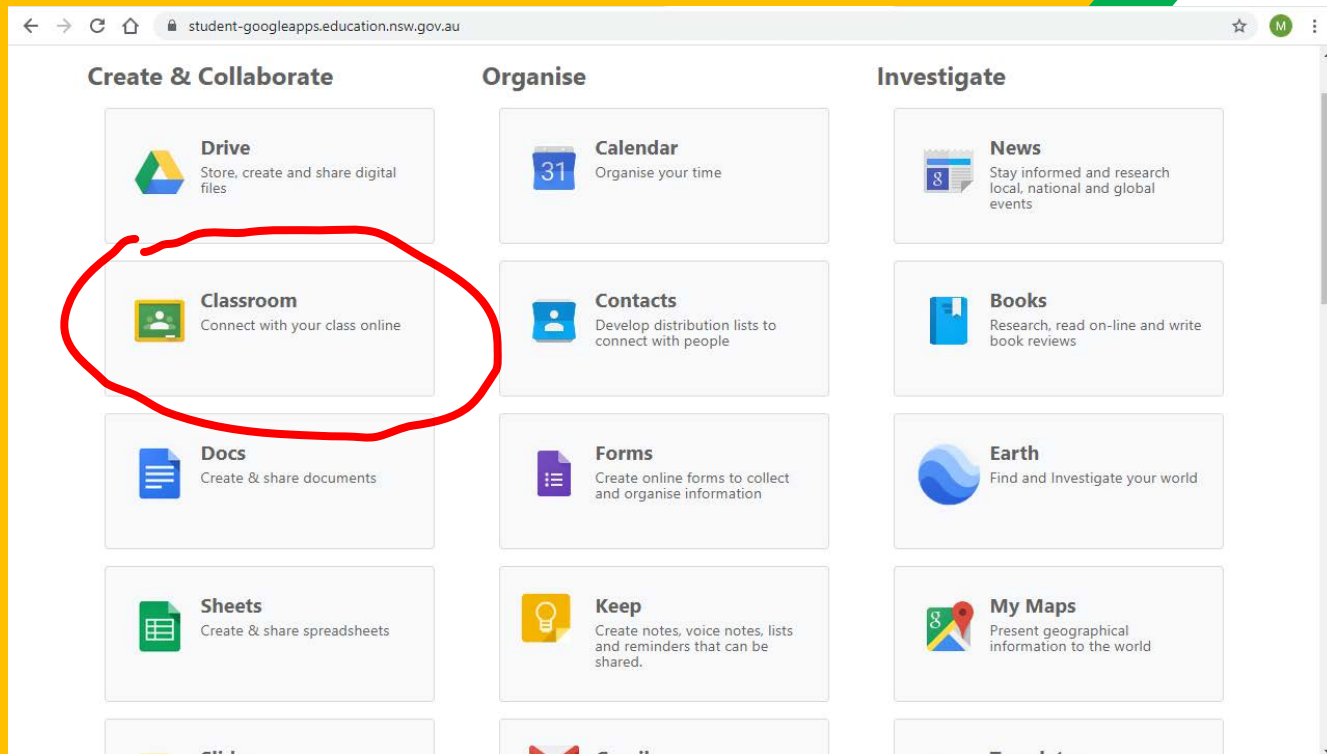 student-googleapps.education.nsw.gov.au
M
Create & Collaborate
Organise
Investigate
Drive
Store, create and share digital
files
31
Calendar
Organise your time
8
News
Stay informed and research
local, national and global
events
Classroom
Connect with your class online
Contacts
Develop distribution lists to
connect with people
Books
Research, read on-line and write
book reviews
Docs
Create & share documents
Forms
Create online forms to collect
and organise information
Earth
Find and Investigate your world
Sheets
Create & share spreadsheets
Keep
Create notes, voice notes, lists
and reminders that can be
shared.
8
My Maps
Present geographical
information to the world